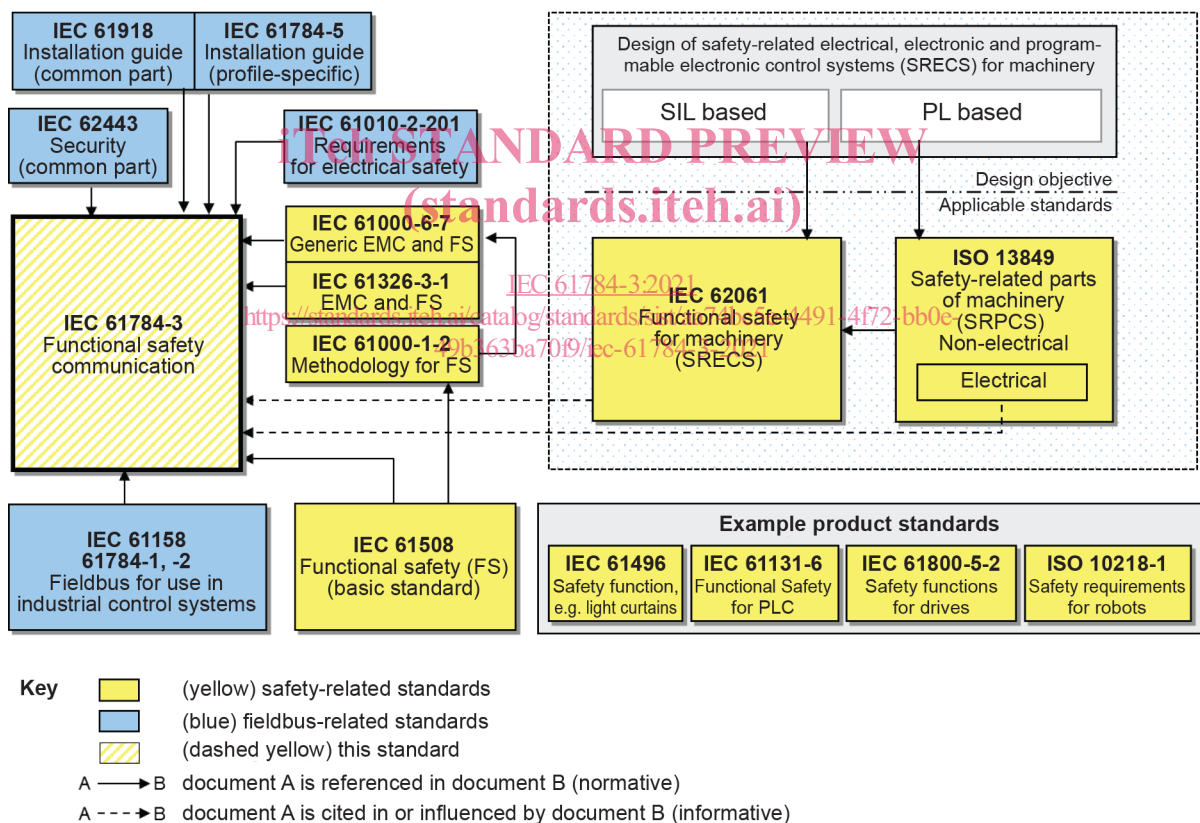 IEC 61918
Installation guide
(common part)
IEC 61784-5
Installation guide
(profile-specific)
IEC 62443
Security
(common part)
IEC 61010-2-201
Requirements
for electrical safety
Design of safety-related electrical, electronic and program-
mable electronic control systems (SRECS) for machinery
SIL based
PL based
iTeh STANDARD PREVIEW
(standards.iteh.ai)
Design objective
Applicable standards
IEC 61784-3
Functional safety
communication
IEC 61000-6-7
Generic EMC and FS
IEC 61326-3-1
EMC and FS
IEC 61000-1-2
Methodology for FS
IEC 61784-3:2021
49b363ba70f9/iec-61784-3-2021
IEC 62061
Functional safety
for machinery
(SRECS)
ISO 13849
Safety-related parts
of machinery
(SRPCS)
Non-electrical
Electrical
IEC 61158
61784-1, -2
Fieldbus for use in
industrial control systems
IEC 61508
Functional safety (FS)
(basic standard)
Example product standards
IEC 61496
Safety function,
e.g. light curtains
IEC 61131-6
Functional Safety
for PLC
IEC 61800-5-2
Safety functions
for drives
ISO 10218-1
Safety requirements
for robots
Key
(yellow) safety-related standards
(blue) fieldbus-related standards
(dashed yellow) this standard
A B document A is referenced in document B (normative)
A B document A is cited in or influenced by document B (informative)